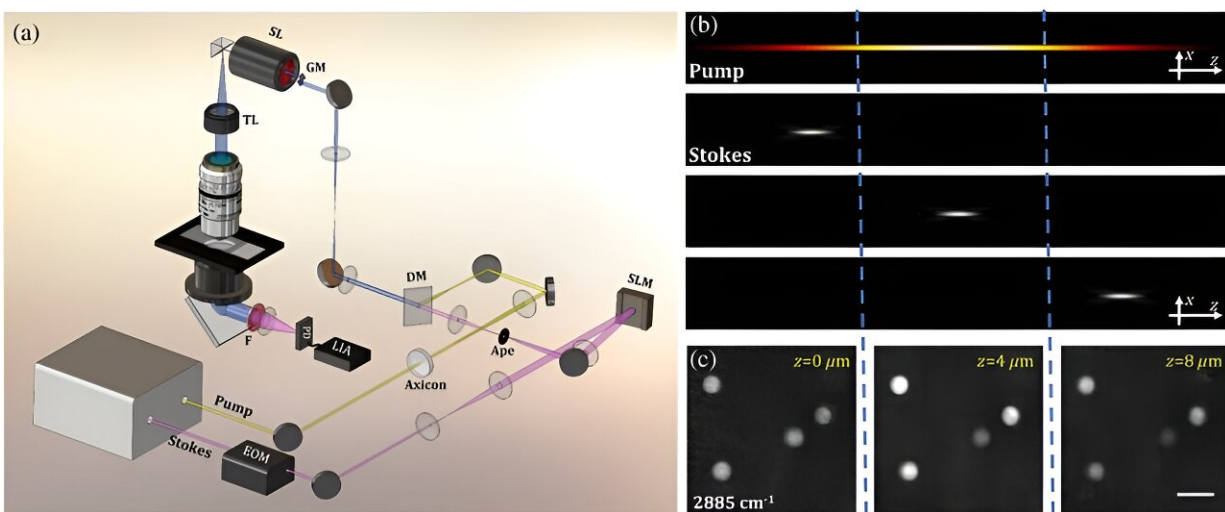 (a)
SL
GM
TL
DM
SLM
F
PD
LIA
Ape
Axicon
Pump
Stokes
EOM
(b)
Pump
x
z
Stokes
x
z
(c)
z=0 μm
z=4 μm
z=8 μm
2885 cm⁻¹